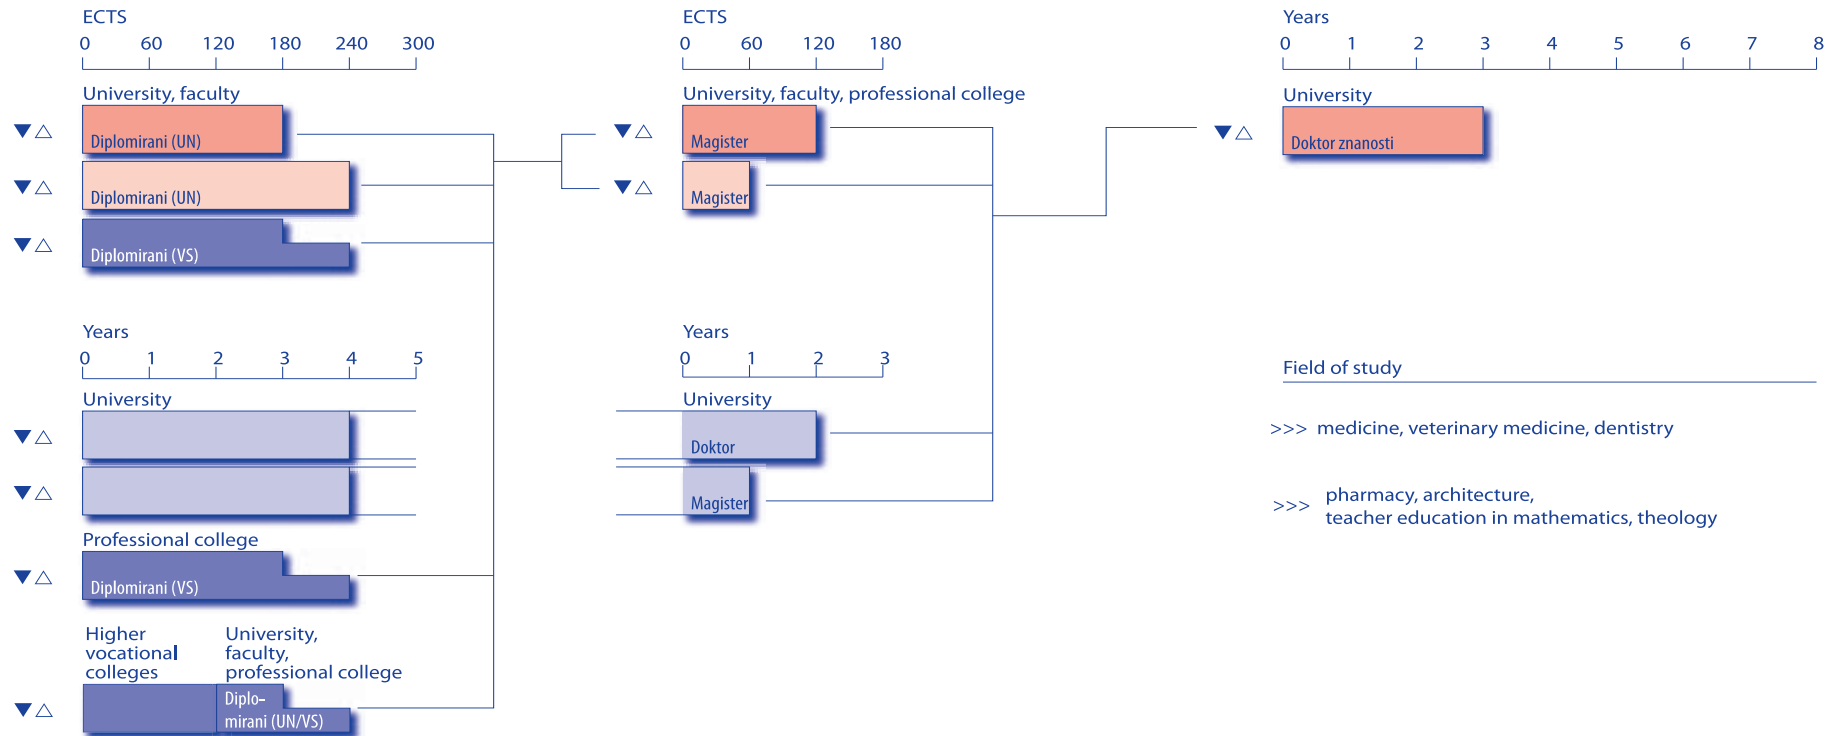 ECTS
0 60 120 180 240 300
University, faculty
Diplomirani (UN)
Diplomirani (UN)
Diplomirani (VS)
Years
0 1 2 3 4 5
University
Professional college
Diplomirani (VS)
Higher
vocational
colleges
University,
faculty,
professional college
Diplo-
mirani (UN/VS)
ECTS
0 60 120 180
University, faculty, professional college
Magister
Magister
Years
0 1 2 3
University
Doktor
Magister
Years
0 1 2 3 4 5 6 7 8
University
Doktor znanosti
Field of study
>>> medicine, veterinary medicine, dentistry
>>> pharmacy, architecture,
teacher education in mathematics, theology